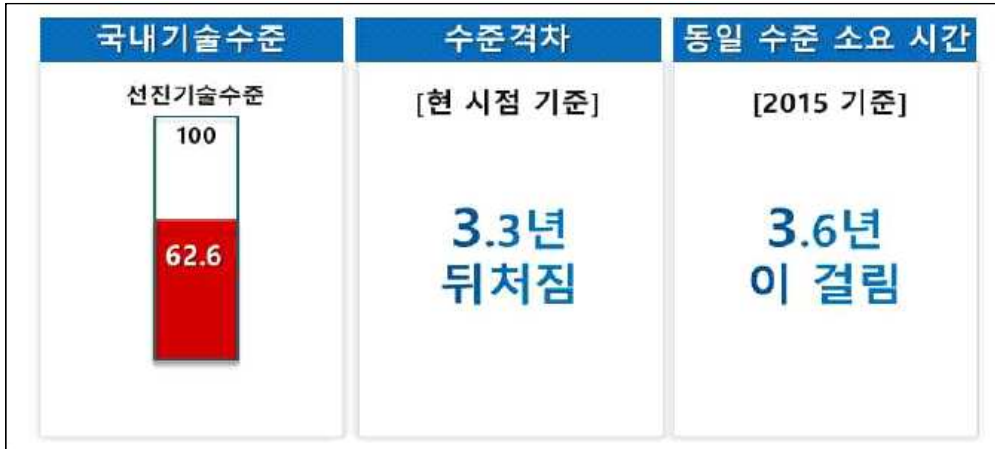 국내기술수준
선진기술수준
100
62.6
수준격차
[현 시점 기준]
3.3년
뒤처짐
동일 수준 소요 시간
[2015 기준]
3.6년
이 걸림